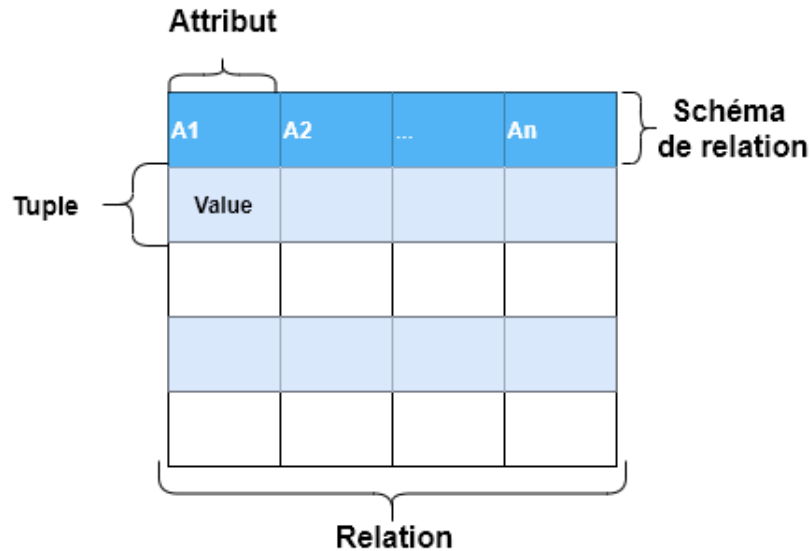 Attribut
A1 A2 ... An
Schéma
de relation
Tuple
Value
Relation